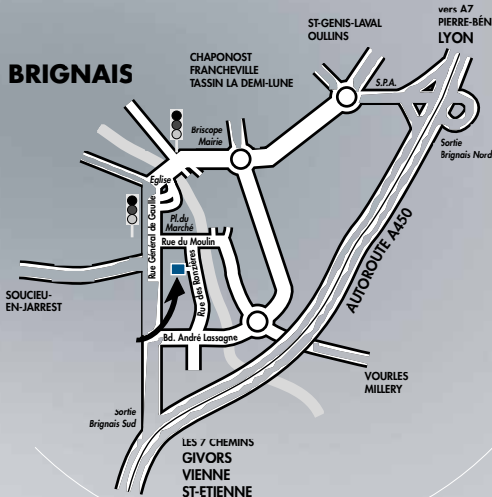 vers A7
PIERRE-BÉN
LYON
ST-GENIS-LAVAL
OULLINS
BRIGNAIS
CHAPONOST
FRANCHEVILLE
TASSIN LA DEMI-LUNE
S.P.A.
Briscope
Mairie
Sortie
Brignais Nord
Eglise
Rue Général de Gaulle
Pl.du
Marché
Rue du Moulin
Rue des Ronzières
AUTOROUTE A450
SOUCIEU-
EN-JARREST
Bd. André Lassagne
VOURLES
MILLERY
Sortie
Brignais Sud
LES 7 CHEMINS
GIVORS
VIENNE
ST-ETIENNE